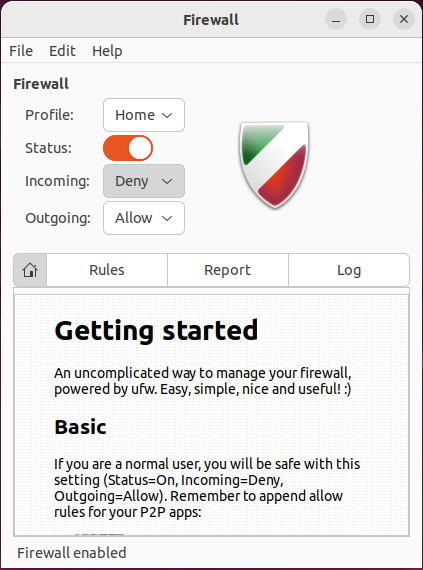 Firewall
File Edit Help
Firewall
Profile: Home
Status:
Incoming: Deny
Outgoing: Allow
Rules Report Log
Getting started
An uncomplicated way to manage your firewall,
powered by ufw. Easy, simple, nice and useful! :)
Basic
If you are a normal user, you will be safe with this
setting (Status=On, Incoming=Deny,
Outgoing=Allow). Remember to append allow
rules for your P2P apps:
Firewall enabled